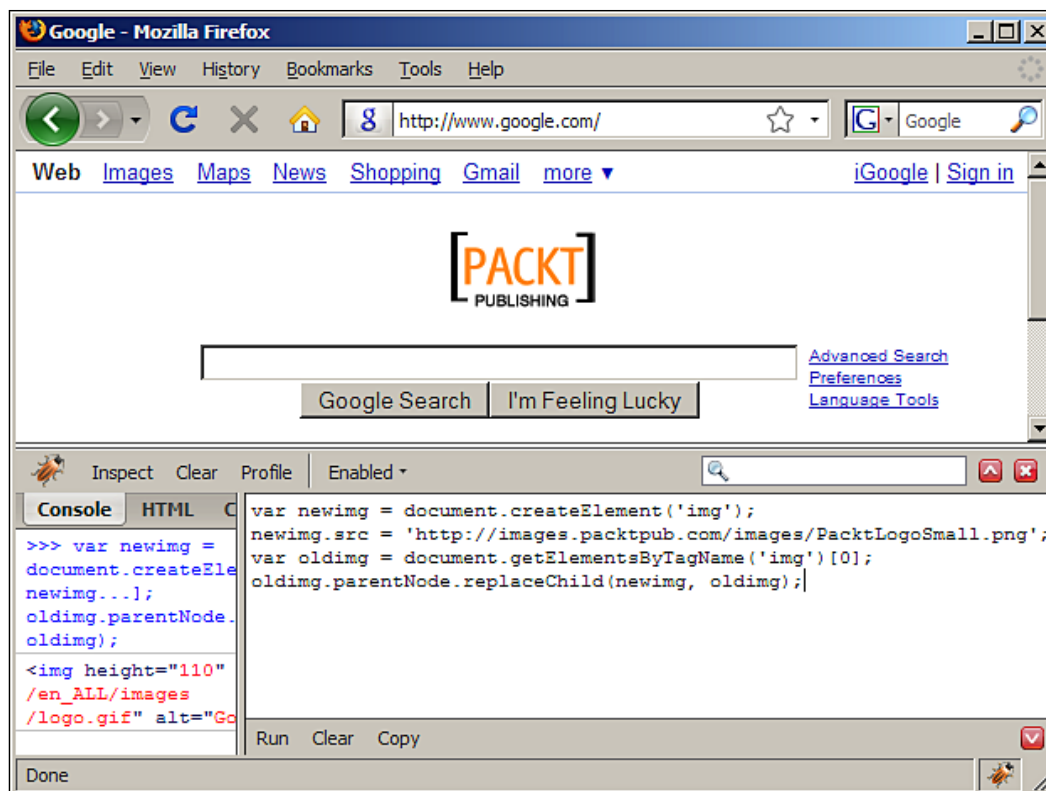 Google - Mozilla Firefox
File Edit View History Bookmarks Tools Help
g http://www.google.com/ G Google
Web Images Maps News Shopping Gmail more ▼ iGoogle | Sign in
[PACKT]
PUBLISHING
Advanced Search
Preferences
Language Tools
Google Search I'm Feeling Lucky
Inspect Clear Profile Enabled
Console HTML C
>>> var newimg =
document.createEle
newimg...];
oldimg.parentNode.
oldimg);
<img height="110"
/en_ALL/images
/logo.gif" alt="Go
var newimg = document.createElement('img');
newimg.src = 'http://images.packtpub.com/images/PacktLogoSmall.png';
var oldimg = document.getElementsByTagName('img')[0];
oldimg.parentNode.replaceChild(newimg, oldimg);
Run Clear Copy
Done